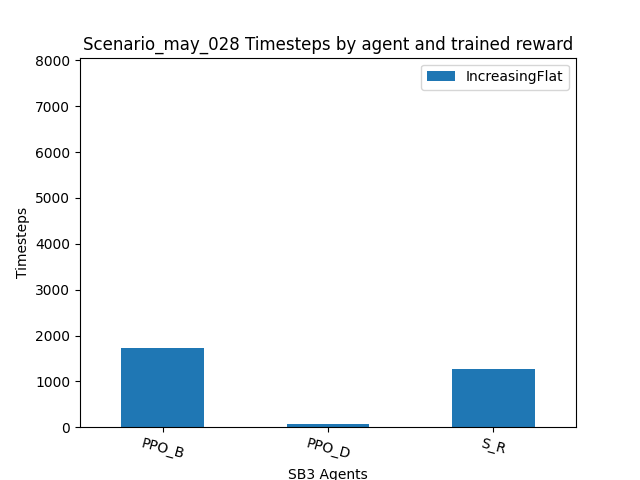 Scenario_may_028 Timesteps by agent and trained reward
IncreasingFlat
8000
7000
6000
5000
4000
3000
2000
1000
0
Timesteps
PPO_B
PPO_D
S_R
SB3 Agents